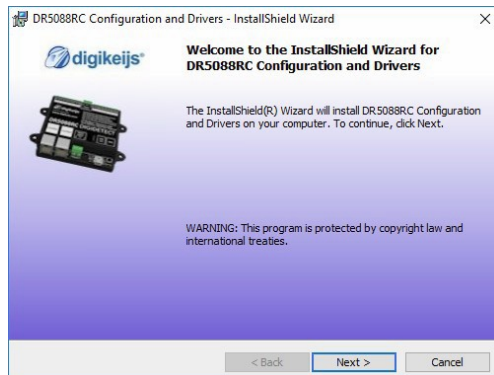 DR5088RC Configuration and Drivers - InstallShield Wizard
digikeijs®
Welcome to the InstallShield Wizard for
DR5088RC Configuration and Drivers
The InstallShield(R) Wizard will install DR5088RC Configuration
and Drivers on your computer. To continue, click Next.
WARNING: This program is protected by copyright law and
international treaties.
< Back
Next >
Cancel